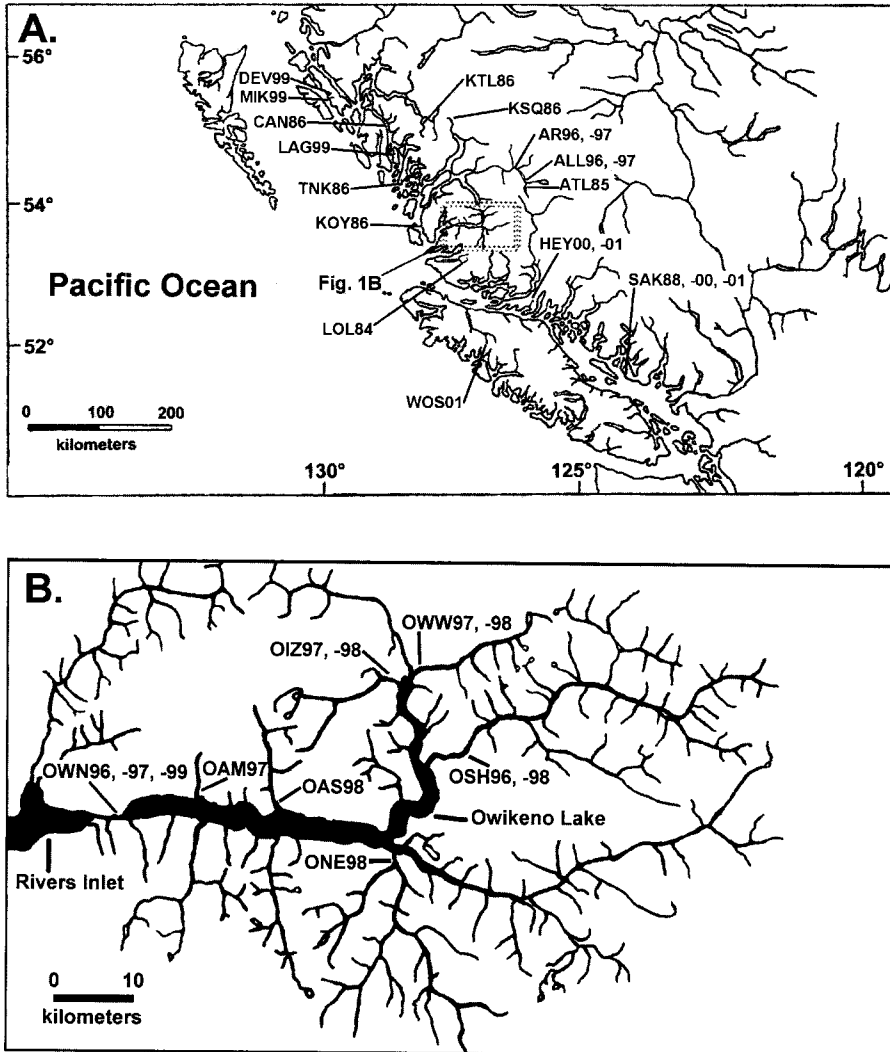 A.
56°
DEV99
MIK99
CAN86
LAG99
TNK86
KTL86
KSQ86
AR96, -97
ALL96, -97
ATL85
54°
KOY86
HEY00, -01
Fig. 1B
Pacific Ocean
SAK88, -00, -01
LOL84
52°
WOS01
0 100 200
kilometers
130° 125° 120°
B.
OWW97, -98
OIZ97, -98
OWN96, -97, -99
OAM97
OAS98
OSH96, -98
Owikeno Lake
ONE98
Rivers Inlet
0 10
kilometers